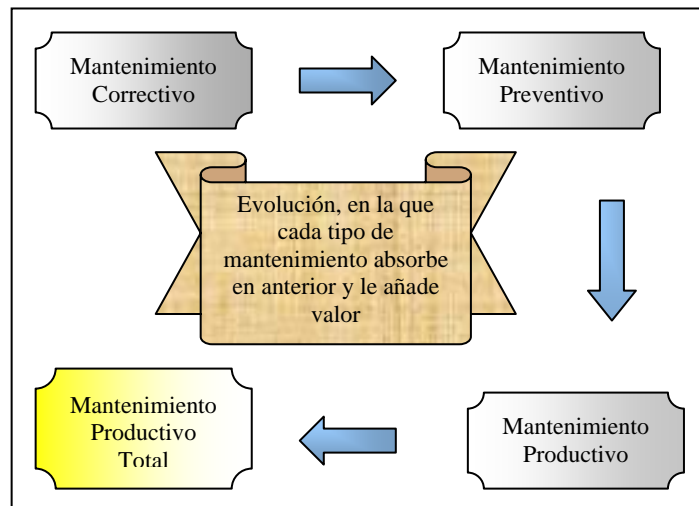 Mantenimiento
Correctivo
Mantenimiento
Preventivo
Evolución, en la que
cada tipo de
mantenimiento absorbe
en anterior y le añade
valor
Mantenimiento
Productivo
Total
Mantenimiento
Productivo